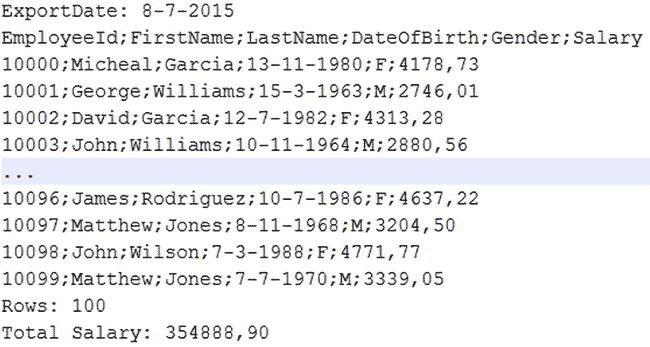 ExportDate: 8-7-2015
EmployeeId;FirstName;LastName;DateOfBirth;Gender;Salary
10000;Micheal;Garcia;13-11-1980;F;4178,73
10001;George;Williams;15-3-1963;M;2746,01
10002;David;Garcia;12-7-1982;F;4313,28
10003;John;Williams;10-11-1964;M;2880,56
...
10096;James;Rodriguez;10-7-1986;F;4637,22
10097;Matthew;Jones;8-11-1968;M;3204,50
10098;John;Wilson;7-3-1988;F;4771,77
10099;Matthew;Jones;7-7-1970;M;3339,05
Rows: 100
Total Salary: 354888,90